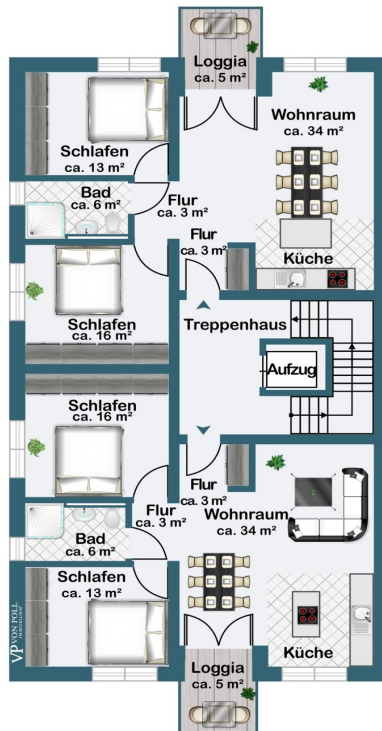 Loggia
ca. 5 m²
Wohnraum
ca. 34 m²
Schlafen
ca. 13 m²
Bad
ca. 6 m²
Flur
ca. 3 m²
Flur
ca. 3 m²
Küche
Schlafen
ca. 16 m²
Treppenhaus
Aufzug
Schlafen
ca. 16 m²
Flur
ca. 3 m²
Flur
ca. 3 m²
Wohnraum
ca. 34 m²
Bad
ca. 6 m²
Schlafen
ca. 13 m²
Küche
Loggia
ca. 5 m²
VP VON POLL
IMMOBILIEN